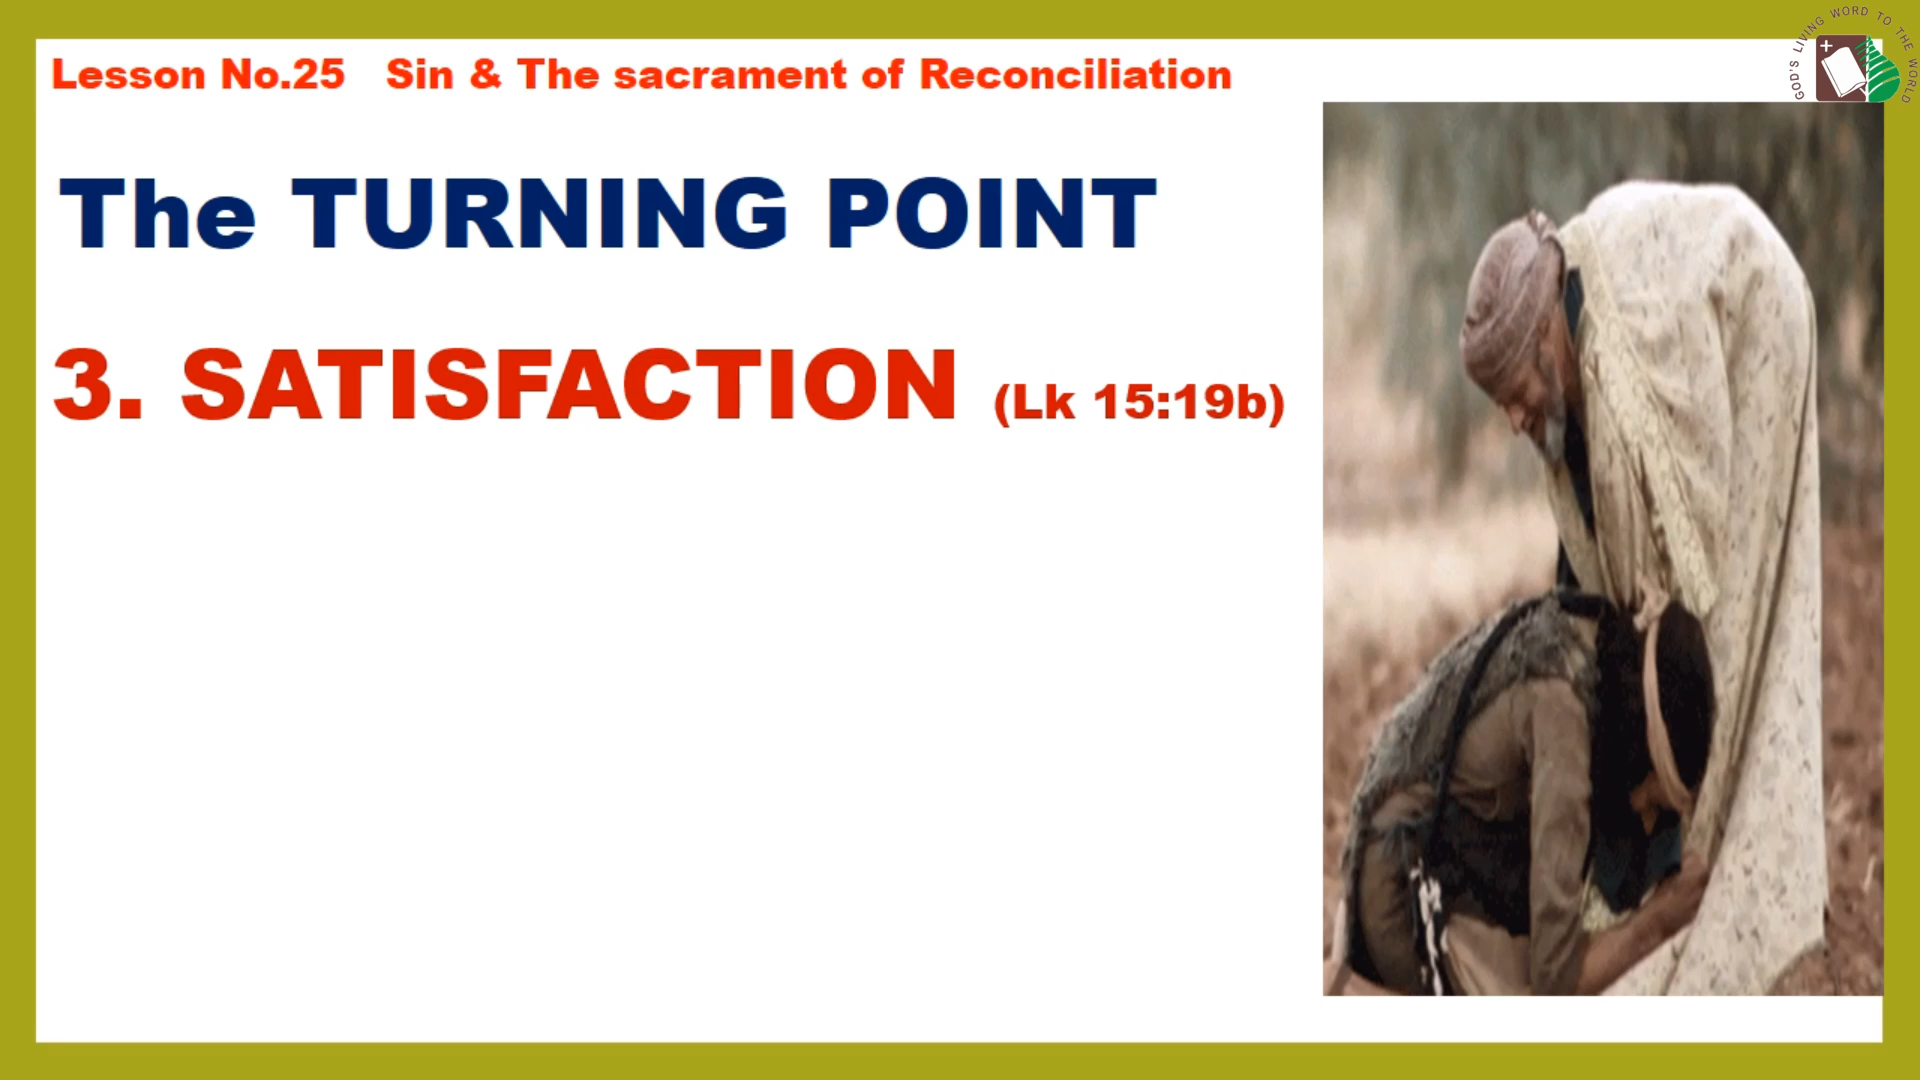 Lesson No.25 Sin & The sacrament of Reconciliation
GOD'S LIVING WORD TO THE WORLD
The TURNING POINT
3. SATISFACTION (Lk 15:19b)